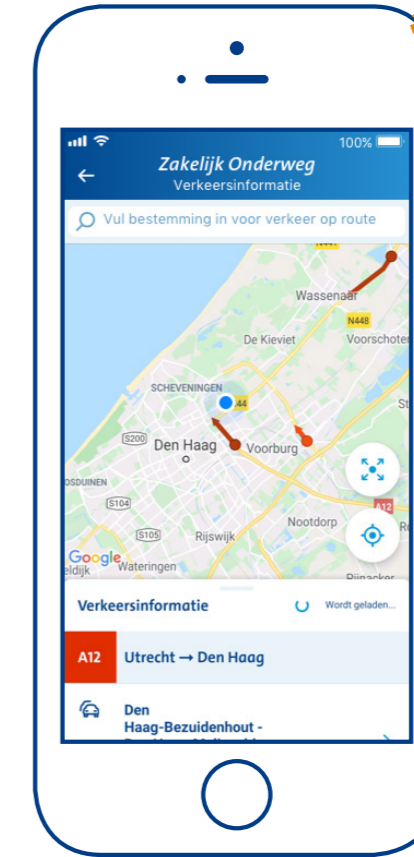 100%
Zakelijk Onderweg
Verkeersinformatie
Vul bestemming in voor verkeer op route
Wassenaar
N448
De Kieviet
Voorschoten
SCHEVENINGEN
44
S200
Den Haag
Voorburg
S104
A12
Nootdorp
S105
Rijswijk
Google
Wateringen
Verkeersinformatie
Wordt geladen...
A12
Utrecht → Den Haag
Den
Haag-Bezuidenhout -